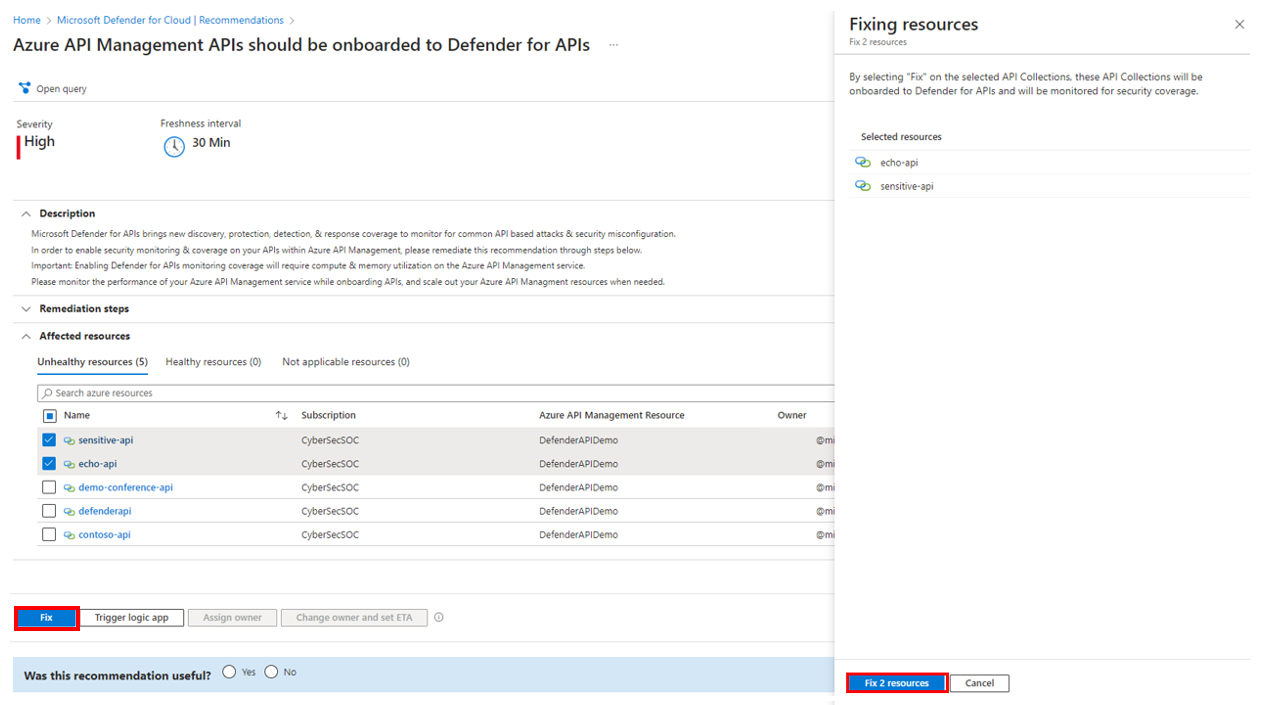 Home > Microsoft Defender for Cloud | Recommendations >
Azure API Management APIs should be onboarded to Defender for APIs ...
Open query
Severity
High
Freshness interval
30 Min
Description
Microsoft Defender for APIs brings new discovery, protection, detection, & response coverage to monitor for common API based attacks & security misconfiguration.
In order to enable security monitoring & coverage on your APIs within Azure API Management, please remediate this recommendation through steps below.
Important: Enabling Defender for APIs monitoring coverage will require compute & memory utilization on the Azure API Management service.
Please monitor the performance of your Azure API Management service while onboarding APIs, and scale out your Azure API Managment resources when needed.
Remediation steps
Affected resources
Unhealthy resources (5) Healthy resources (0) Not applicable resources (0)
Search azure resources
Name Subscription Azure API Management Resource Owner
sensitive-api CyberSecSOC DefenderAPIDemo @mi
echo-api CyberSecSOC DefenderAPIDemo @mi
demo-conference-api CyberSecSOC DefenderAPIDemo @mi
defenderapi CyberSecSOC DefenderAPIDemo @mi
contoso-api CyberSecSOC DefenderAPIDemo @mi
Fix Trigger logic app Assign owner Change owner and set ETA
Was this recommendation useful? Yes No
Fixing resources
Fix 2 resources
By selecting "Fix" on the selected API Collections, these API Collections will be
onboarded to Defender for APIs and will be monitored for security coverage.
Selected resources
echo-api
sensitive-api
Fix 2 resources Cancel